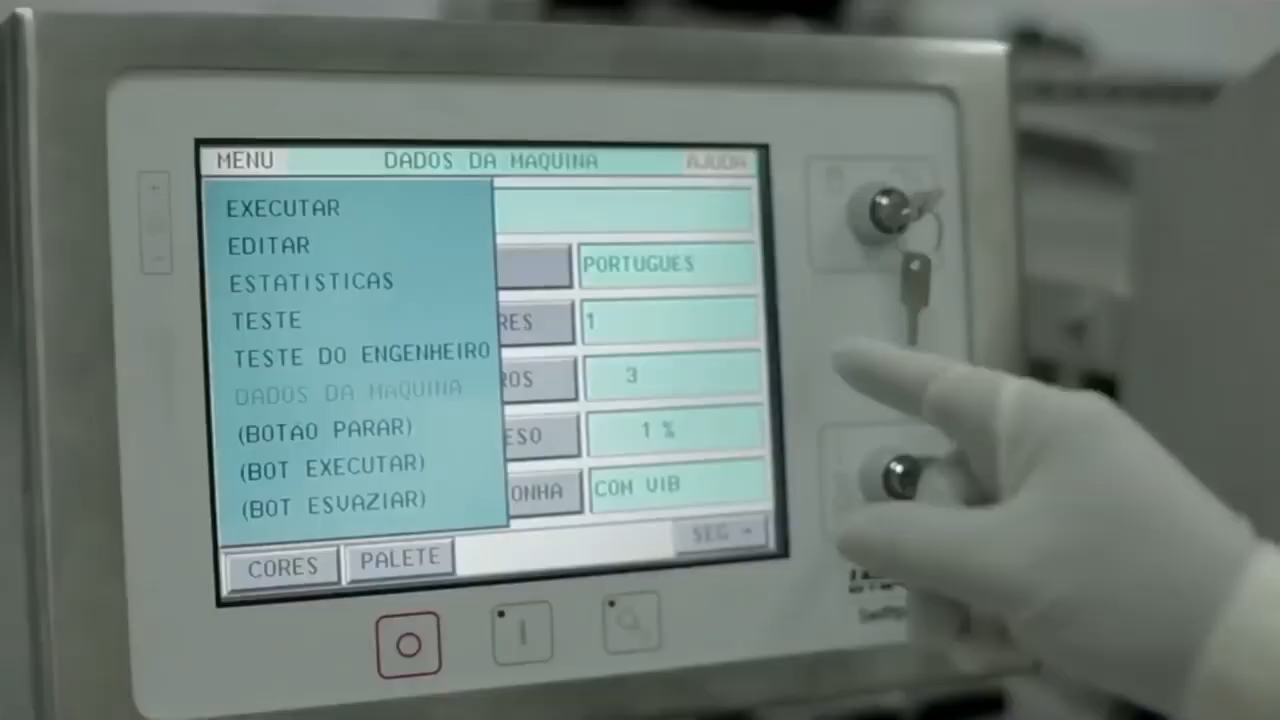 MENU DADOS DA MAQUINA AJUDA
EXECUTAR
EDITAR
ESTATISTICAS
TESTE
TESTE DO ENGENHEIRO
DADOS DA MAQUINA
(BOTAO PARAR)
(BOT EXECUTAR)
(BOT ESVAZIAR)
PORTUGUES
RES 1
ROS 3
ESO 1 %
ONHA COM VIB
CORES PALETE SEG